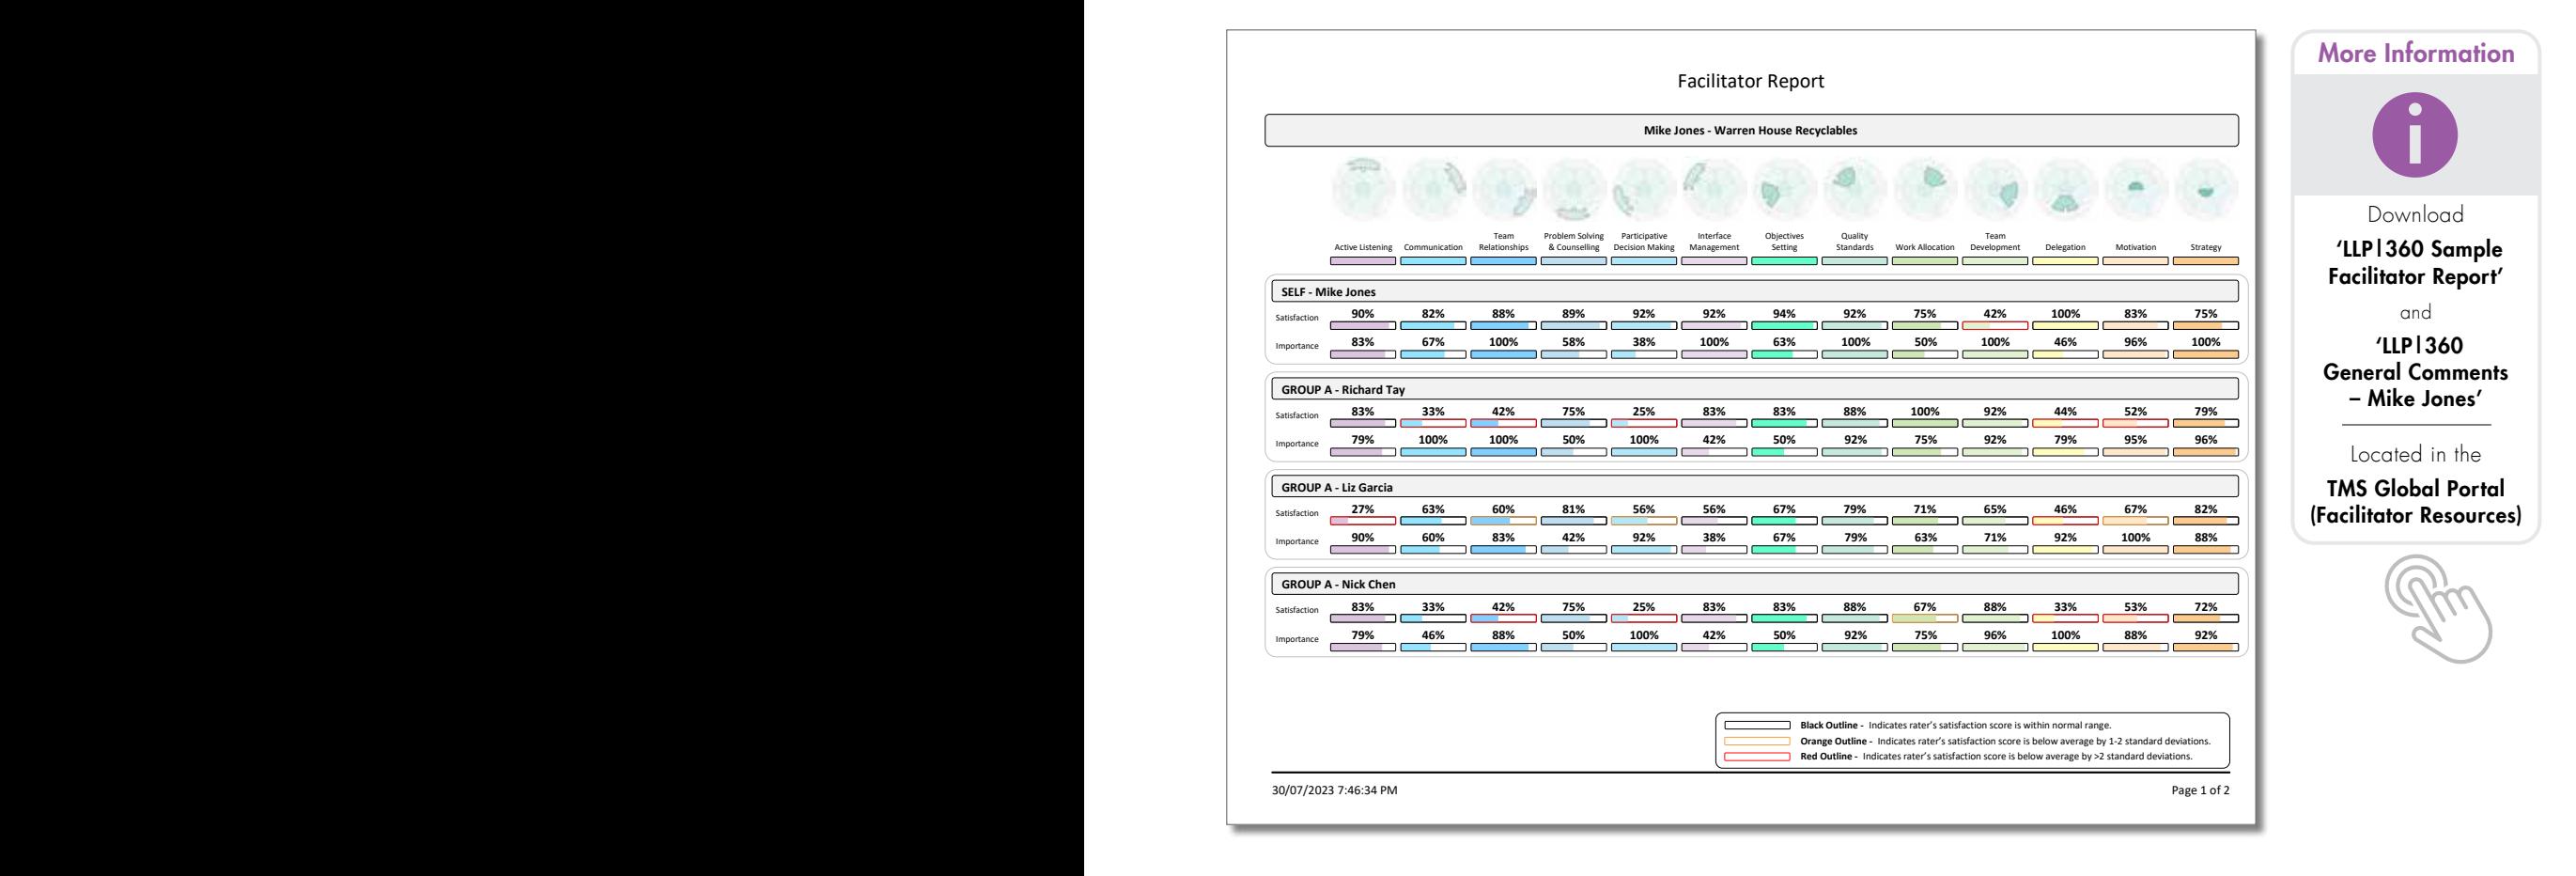 Facilitator Report
Mike Jones - Warren House Recyclables
Active Listening
Communication
Team
Relationships
Problem Solving
& Counselling
Participative
Decision Making
Interface
Management
Objectives
Setting
Quality
Standards
Work Allocation
Team
Development
Delegation
Motivation
Strategy
SELF - Mike Jones
Satisfaction 90% 82% 88% 89% 92% 92% 94% 92% 75% 42% 100% 83% 75%
Importance 83% 67% 100% 58% 38% 100% 63% 100% 50% 100% 46% 96% 100%
GROUP A - Richard Tay
Satisfaction 83% 33% 42% 75% 25% 83% 83% 88% 100% 92% 44% 52% 79%
Importance 79% 100% 100% 50% 100% 42% 50% 92% 75% 92% 79% 95% 96%
GROUP A - Liz Garcia
Satisfaction 27% 63% 60% 81% 56% 56% 67% 79% 71% 65% 46% 67% 82%
Importance 90% 60% 83% 42% 92% 38% 67% 79% 63% 71% 92% 100% 88%
GROUP A - Nick Chen
Satisfaction 83% 33% 42% 75% 25% 83% 83% 88% 67% 88% 33% 53% 72%
Importance 79% 46% 88% 50% 100% 42% 50% 92% 75% 96% 100% 88% 92%
Black Outline - Indicates rater's satisfaction score is within normal range.
Orange Outline - Indicates rater's satisfaction score is below average by 1-2 standard deviations.
Red Outline - Indicates rater's satisfaction score is below average by >2 standard deviations.
30/07/2023 7:46:34 PM
Page 1 of 2
More Information
i
Download
‘LLP|360 Sample
Facilitator Report’
and
‘LLP|360
General Comments
– Mike Jones’
Located in the
TMS Global Portal
(Facilitator Resources)